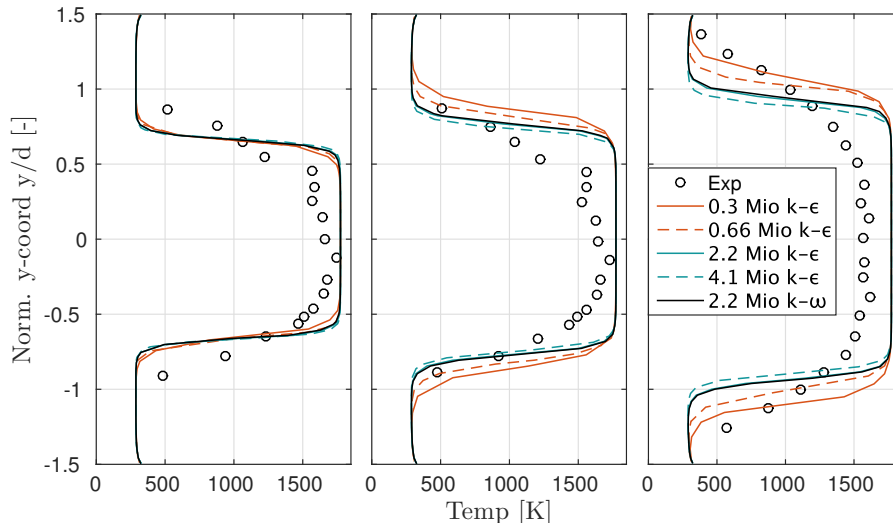 1.5
1
0.5
0
-0.5
-1
-1.5
Norm. y-coord y/d [-]
0 500 1000 1500
0 500 1000 1500
0 500 1000 1500
Temp [K]
Exp
0.3 Mio k-ϵ
0.66 Mio k-ϵ
2.2 Mio k-ϵ
4.1 Mio k-ϵ
2.2 Mio k-ω